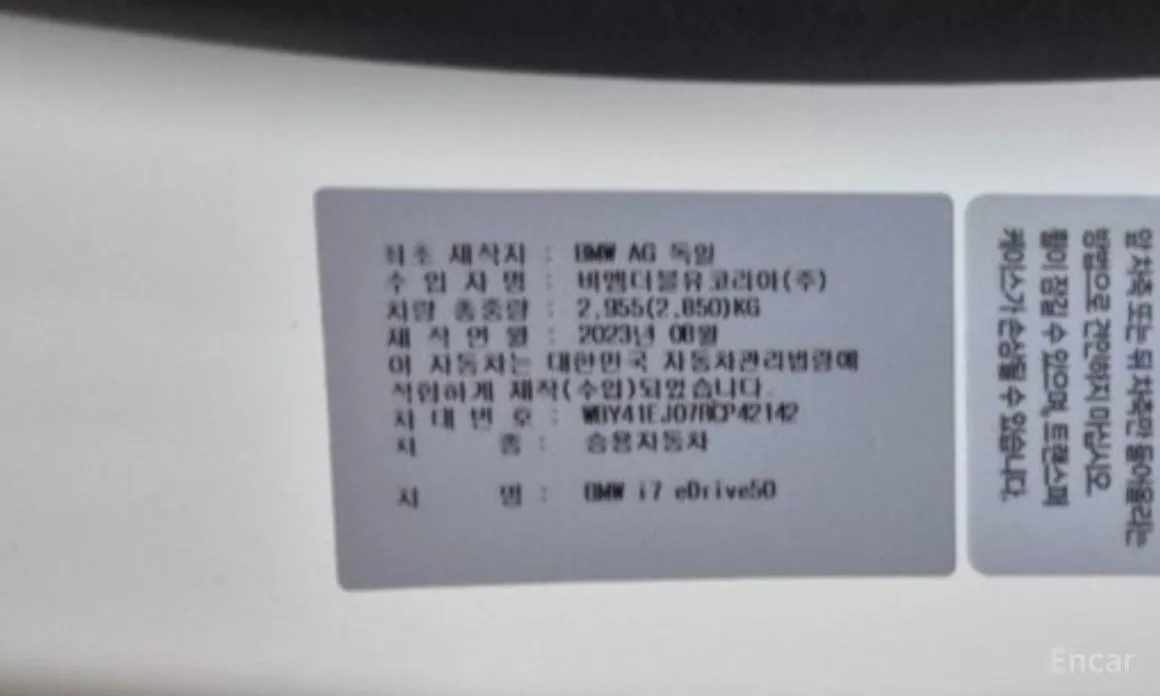 최초 제작자 : BMW AG 독일
수 입 자 명 : 비엠더블유코리아(주)
차량 총중량 : 2,955(2,850)KG
제 작 연 월 : 2023년 08월
이 자동차는 대한민국 자동차관리법령에
적합하게 제작(수입)되었습니다.
차 대 번 호 : WBY41EJ07RCP42142
차 종 : 승용자동차
차 명 : BMW i7 eDrive50
앞 차축 또는 뒤 차축만 들어올리는
방법으로 견인하지 마십시오
휠이 잠길 수 있으며, 트랜스퍼
케이스가 손상될 수 있습니다.
Encar